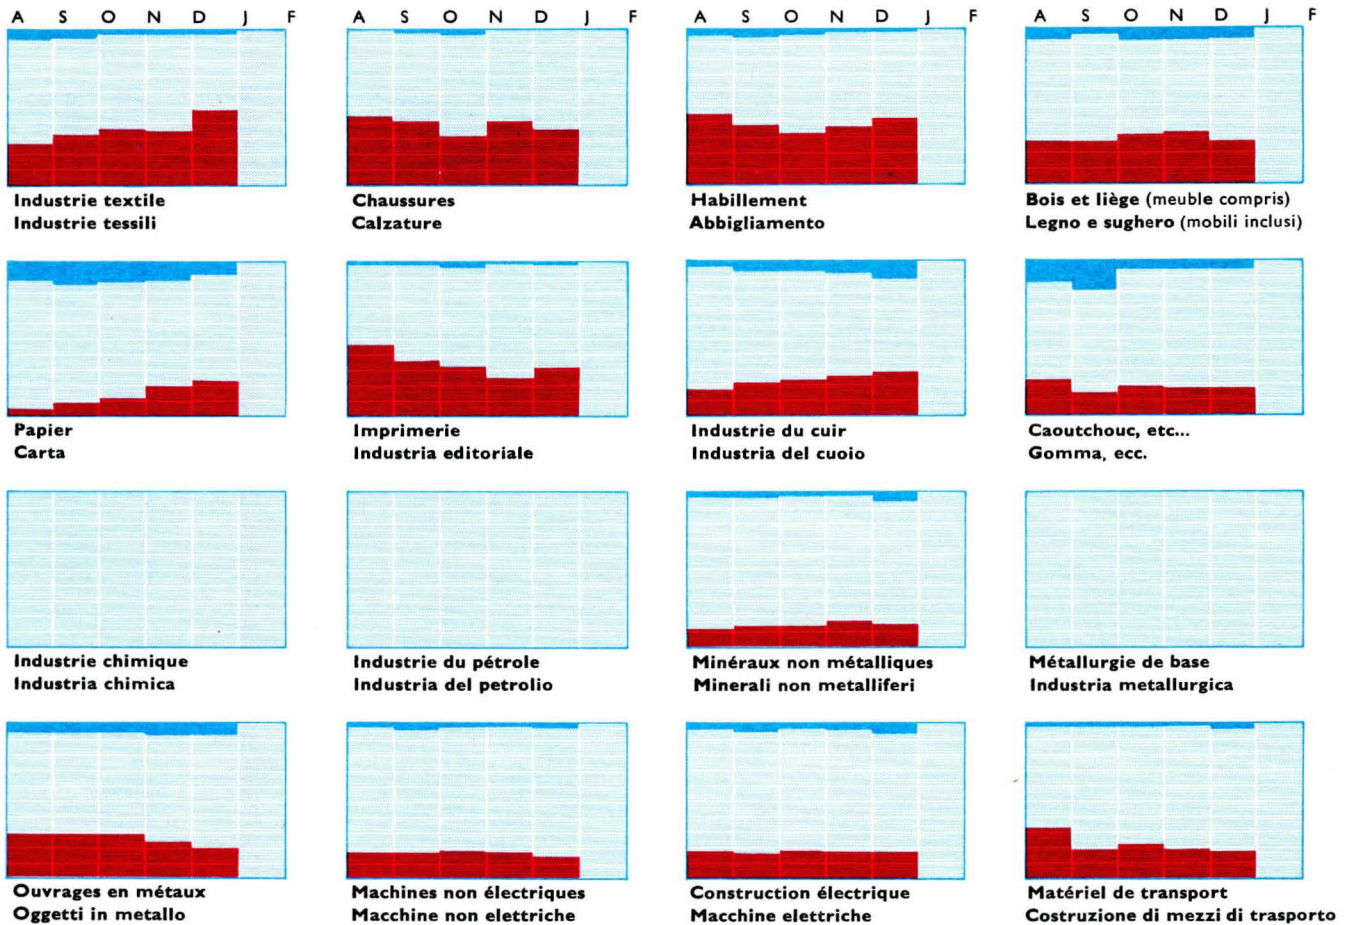 A S O N D J F A S O N D J F A S O N D J F A S O N D J F
Industrie textile
Industrie tessili
Chaussures
Calzature
Habillement
Abbigliamento
Bois et liège (meuble compris)
Legno e sughero (mobili inclusi)
Papier
Carta
Imprimerie
Industria editoriale
Industrie du cuir
Industria del cuoio
Caoutchouc, etc...
Gomma, ecc.
Industrie chimique
Industria chimica
Industrie du pétrole
Industria del petrolio
Minéraux non métalliques
Minerali non metalliferi
Métallurgie de base
Industria metallurgica
Ouvrages en métaux
Oggetti in metallo
Machines non électriques
Macchine non elettriche
Construction électrique
Macchine elettriche
Matériel de transport
Costruzione di mezzi di trasporto